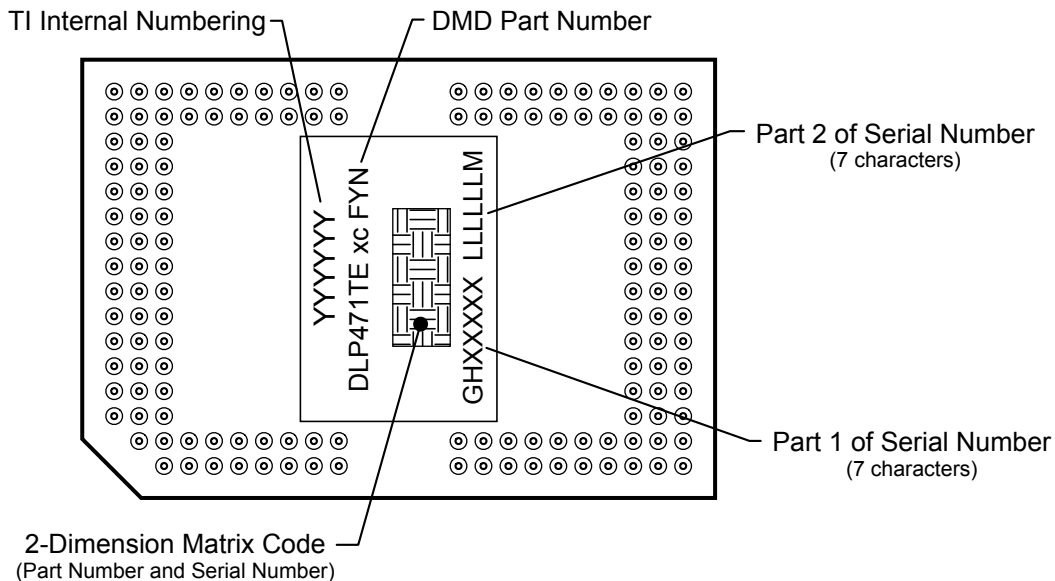 TI Internal Numbering
DMD Part Number
Part 2 of Serial Number
(7 characters)
YYYYYYY
DLP471TE xc FYN
GHXXXXX LLLLLLM
Part 1 of Serial Number
(7 characters)
2-Dimension Matrix Code
(Part Number and Serial Number)